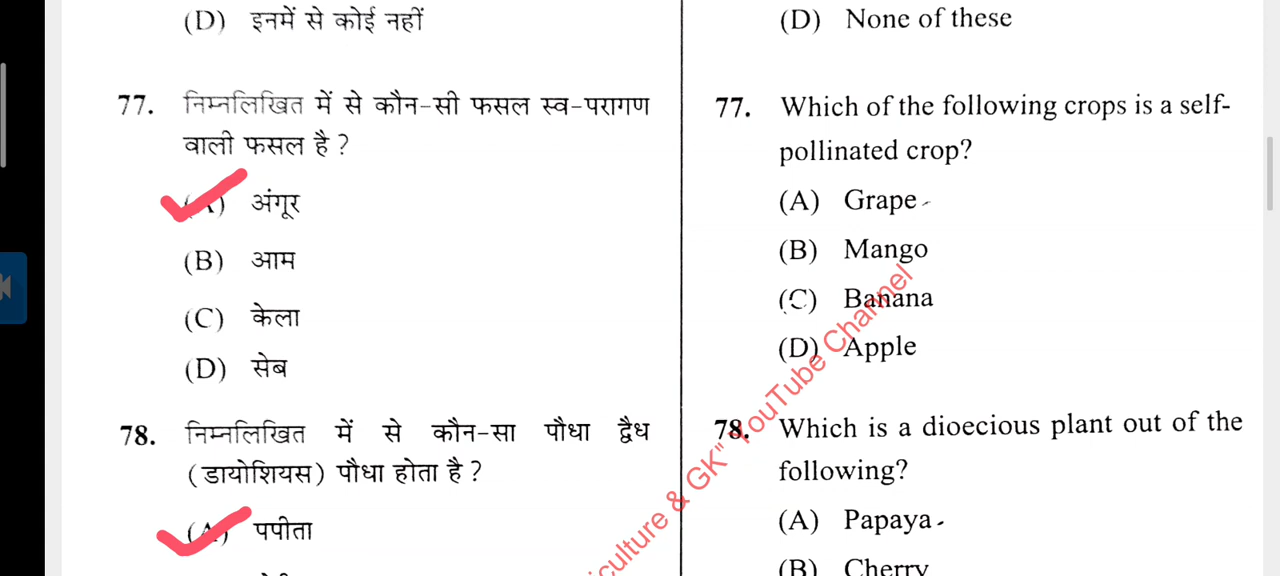 (D) इनमें से कोई नहीं
77. निम्नलिखित में से कौन-सी फसल स्व-परागण
वाली फसल है ?
(A) अंगूर
(B) आम
(C) केला
(D) सेब
78. निम्नलिखित में से कौन-सा पौधा द्वैध
(डायोशियस) पौधा होता है ?
(A) पपीता
(D) None of these
77. Which of the following crops is a self-
pollinated crop?
(A) Grape
(B) Mango
(C) Banana
(D) Apple
78. Which is a dioecious plant out of the
following?
(A) Papaya
(B) Cherry
& GK" YouTube Channel